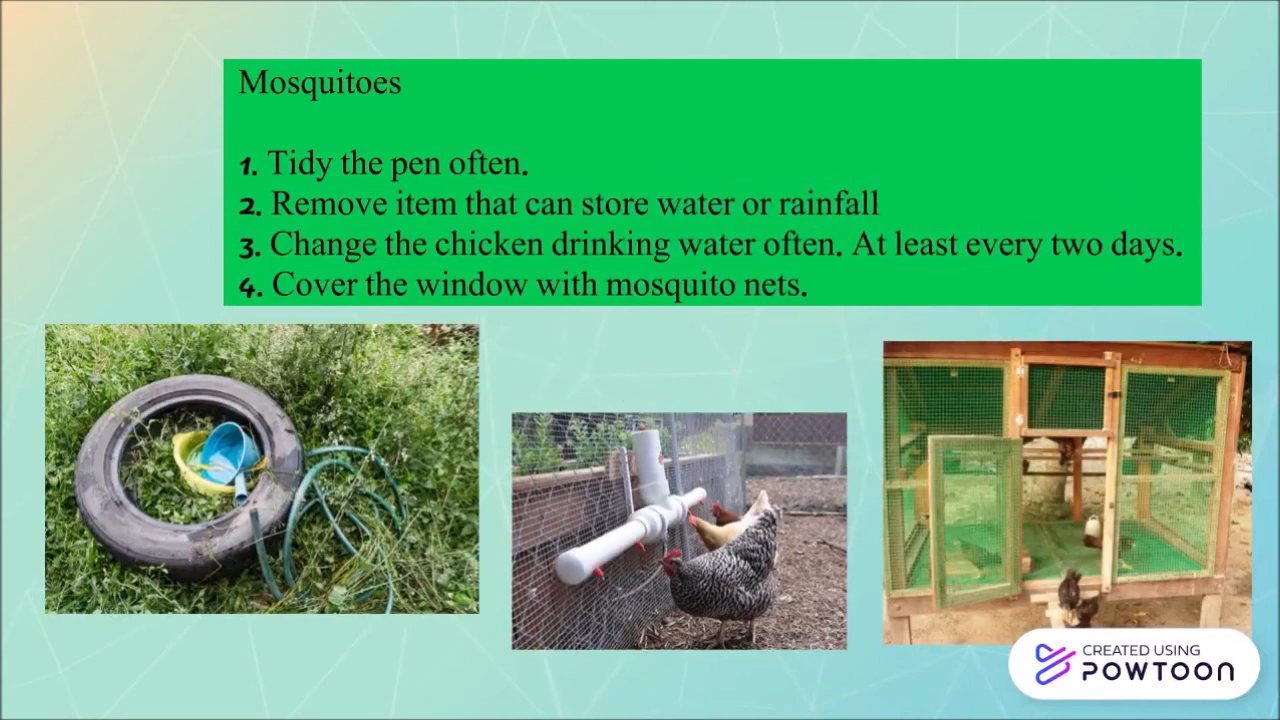 Mosquitoes
1. Tidy the pen often.
2. Remove item that can store water or rainfall
3. Change the chicken drinking water often. At least every two days.
4. Cover the window with mosquito nets.
CREATED USING
POWTOON